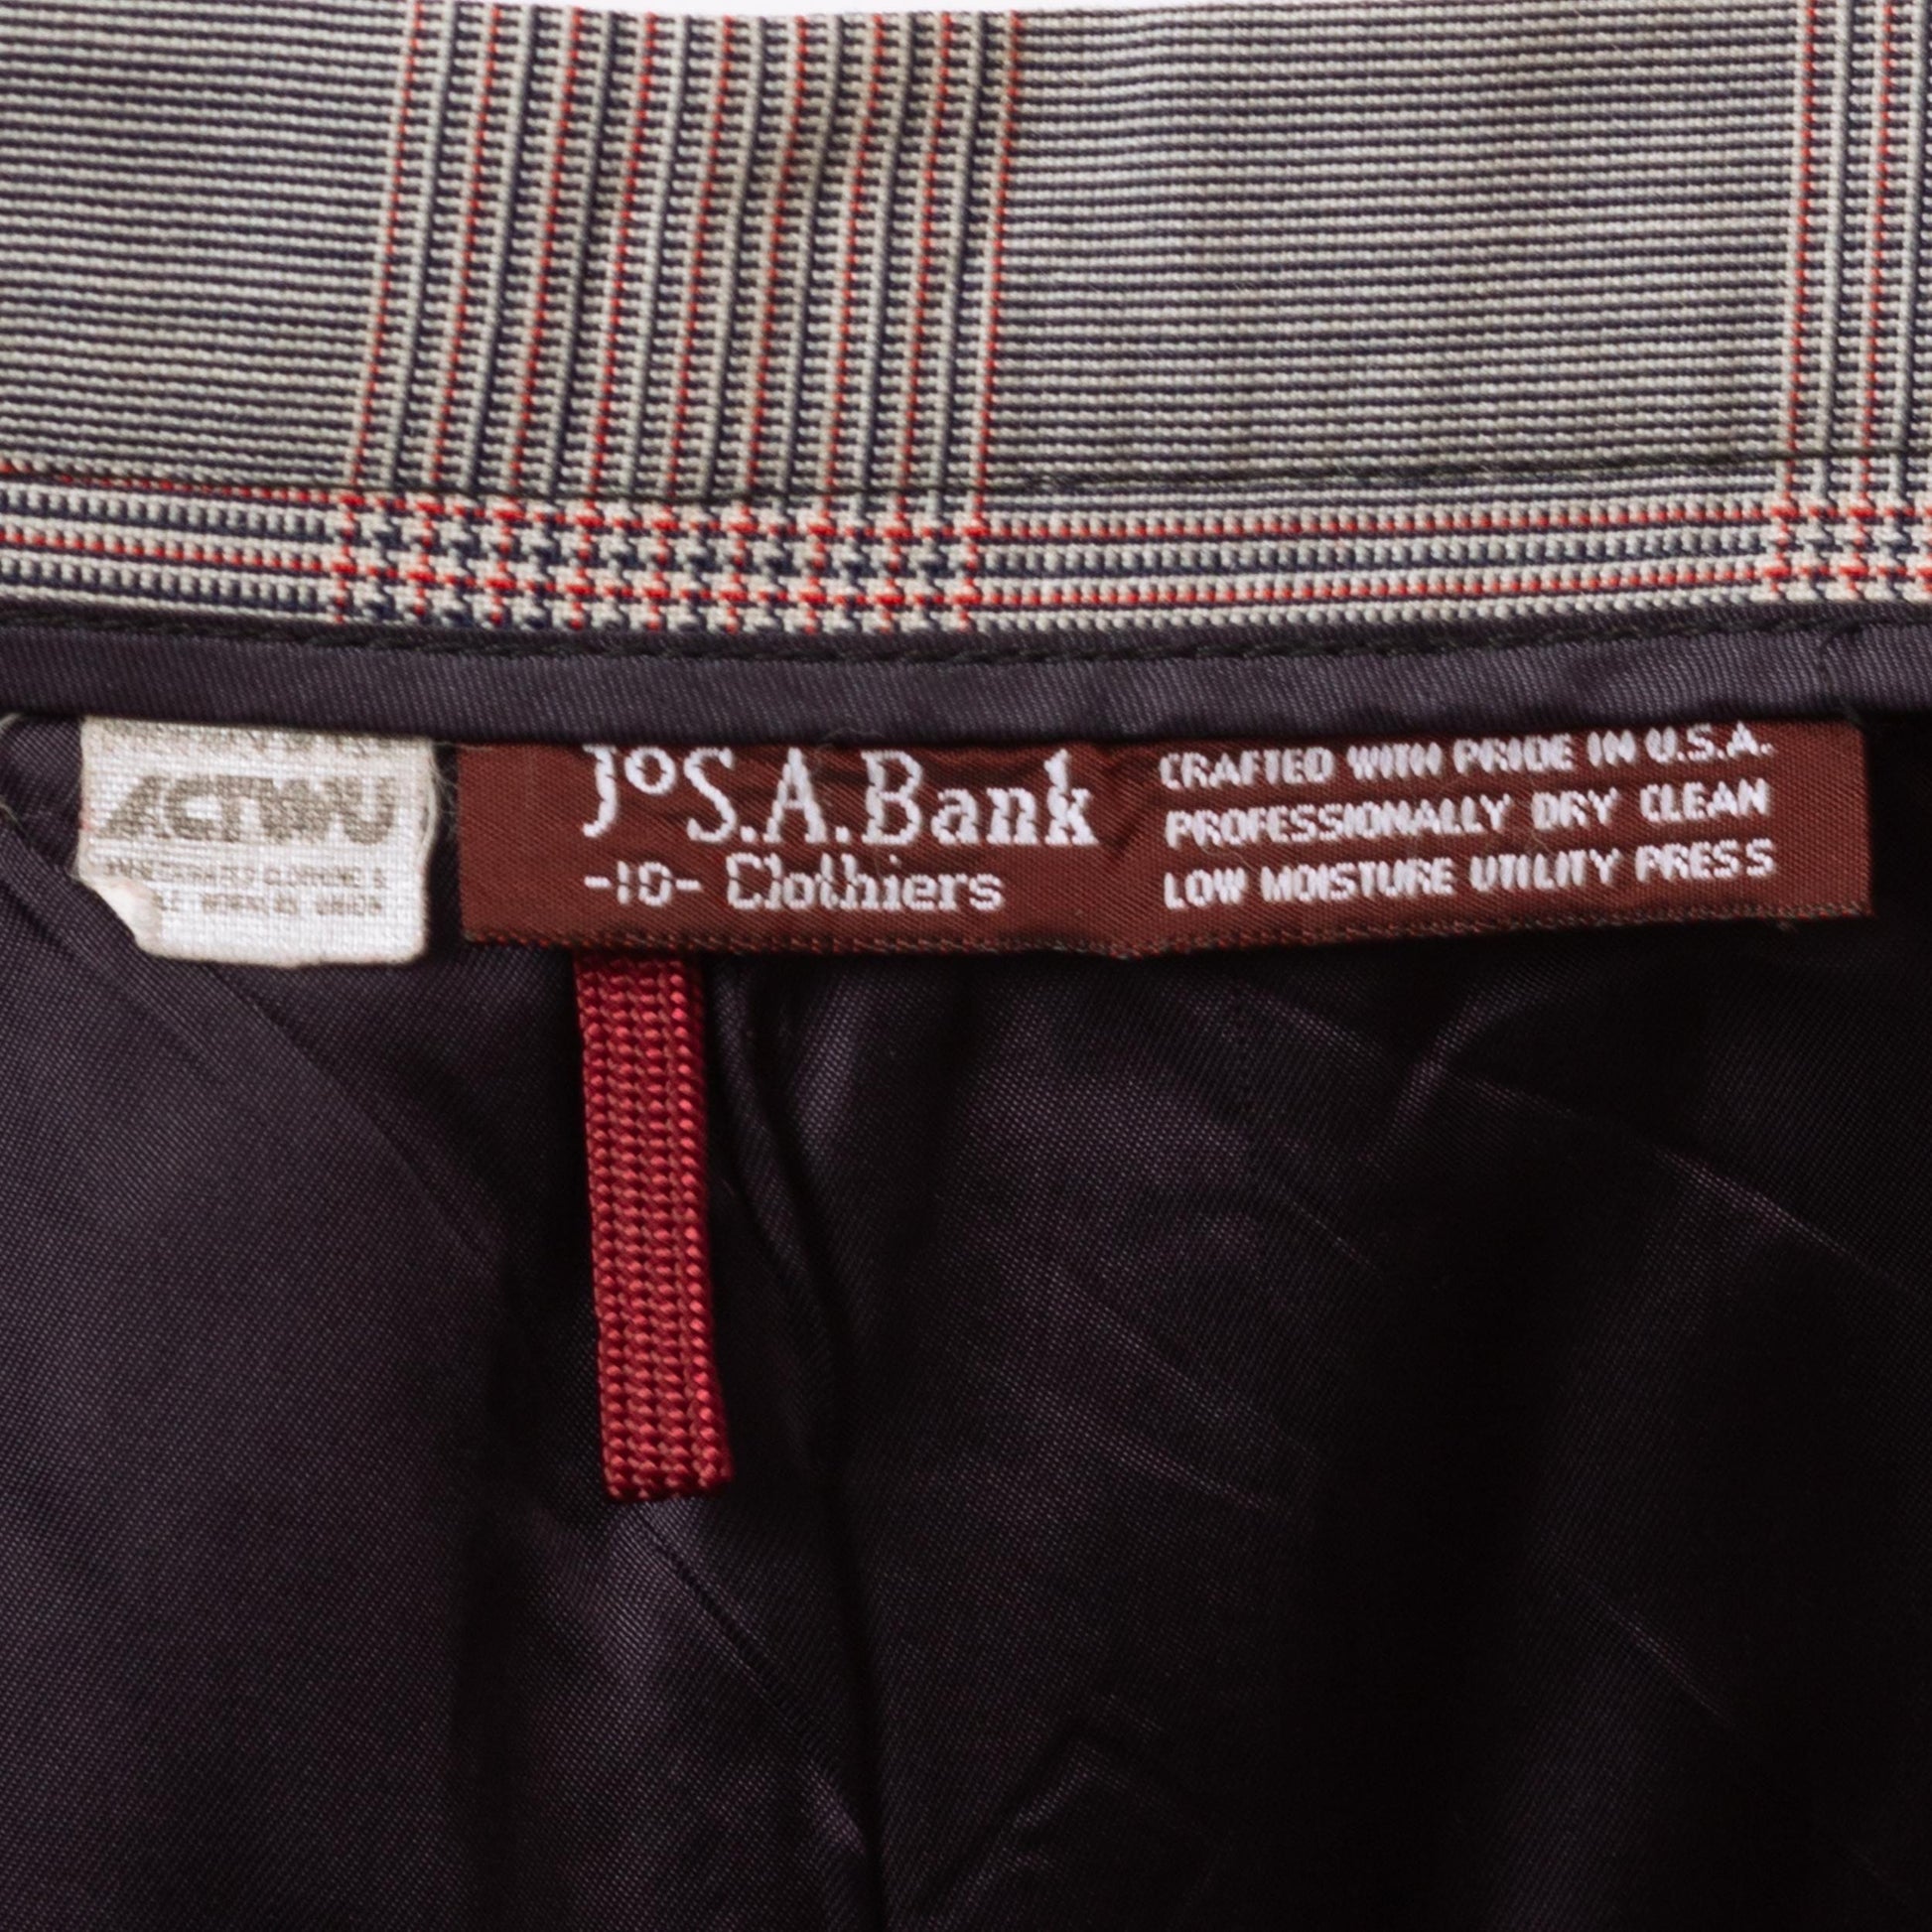 ACTWU
JoS.A.Bank
-10- Clothiers
CRAFTED WITH PRIDE IN U.S.A.
PROFESSIONALLY DRY CLEAN
LOW MOISTURE UTILITY PRESS